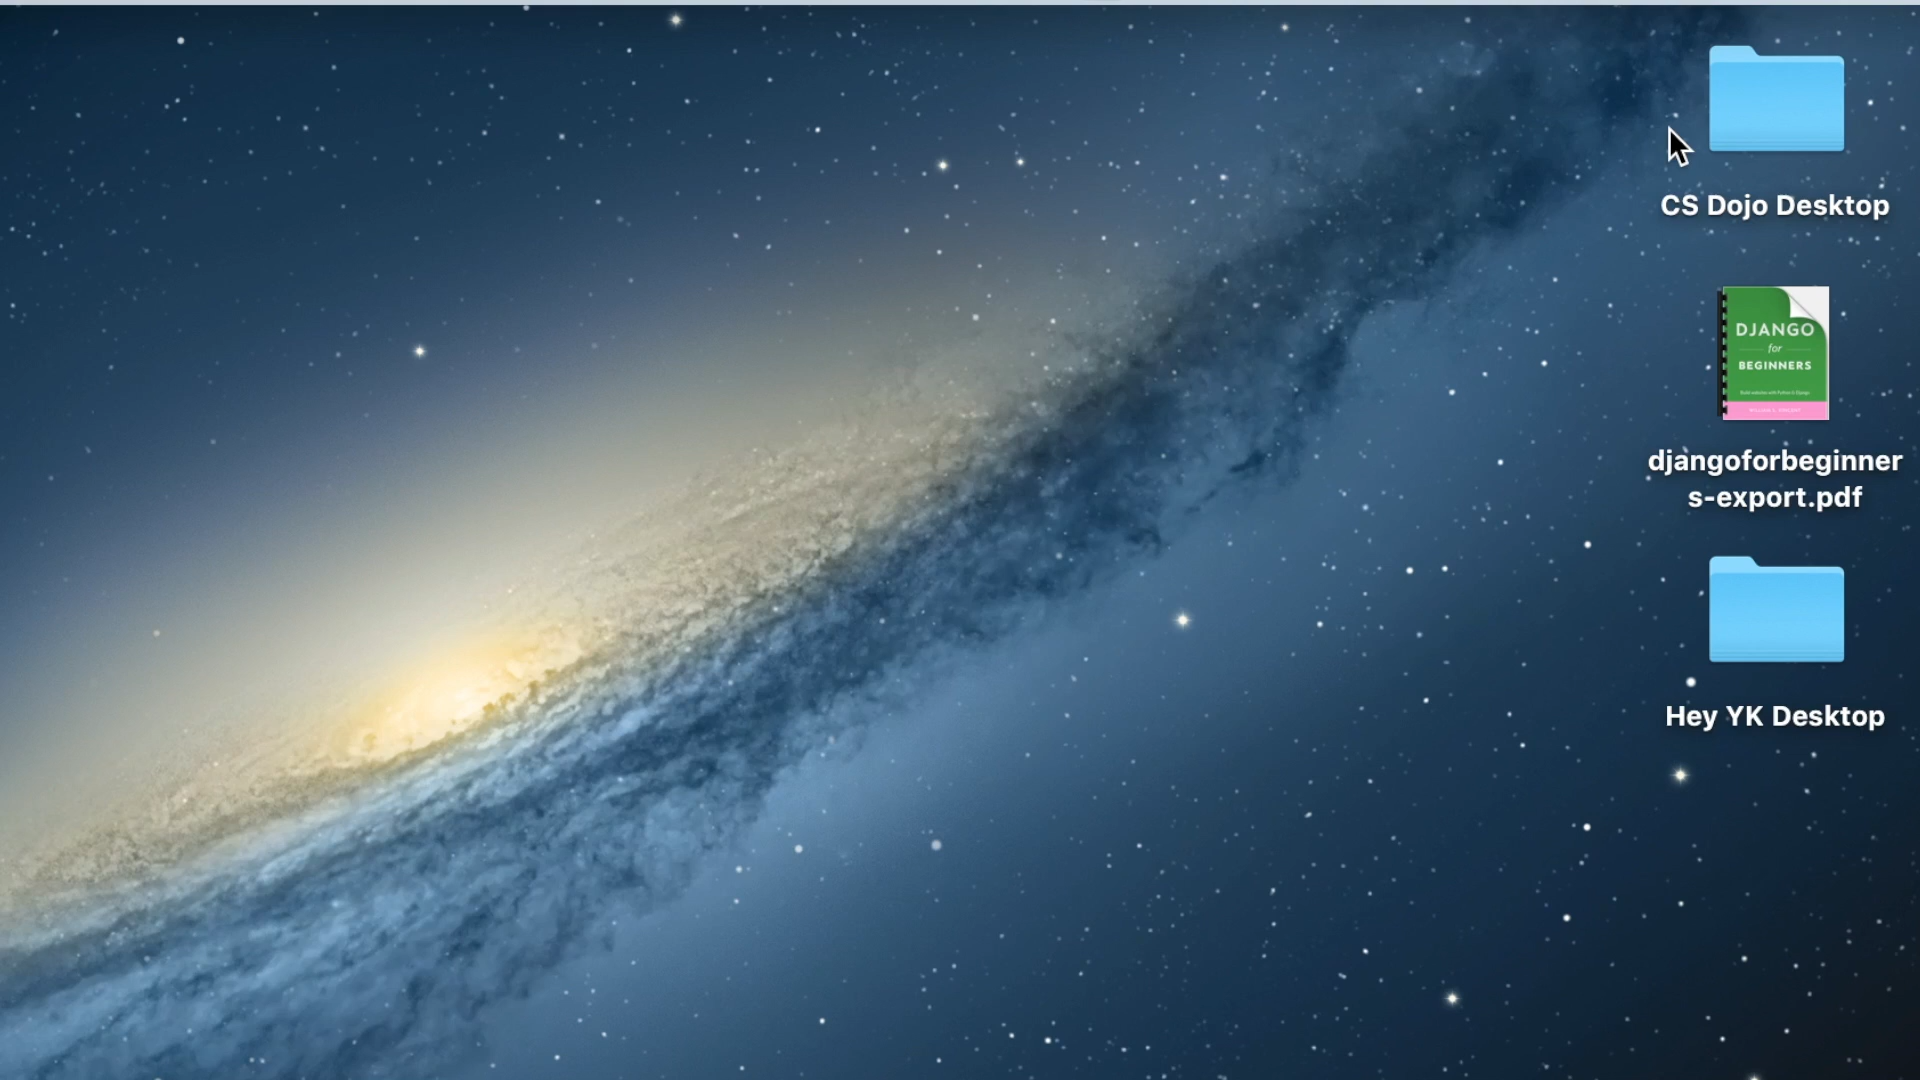 CS Dojo Desktop
DJANGO
for
BEGINNERS
djangoforbeginner
s-export.pdf
Hey YK Desktop